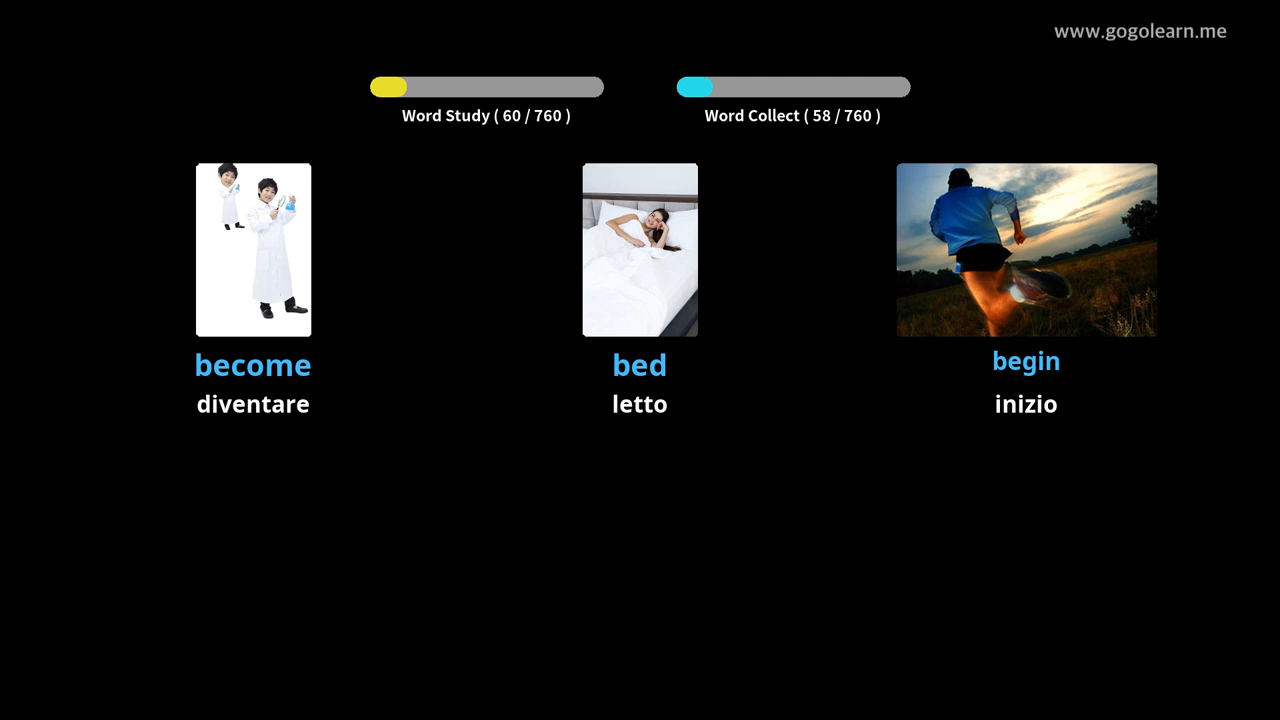 www.gogolearn.me
Word Study ( 60 / 760 )
Word Collect ( 58 / 760 )
become
bed
begin
diventare
letto
inizio